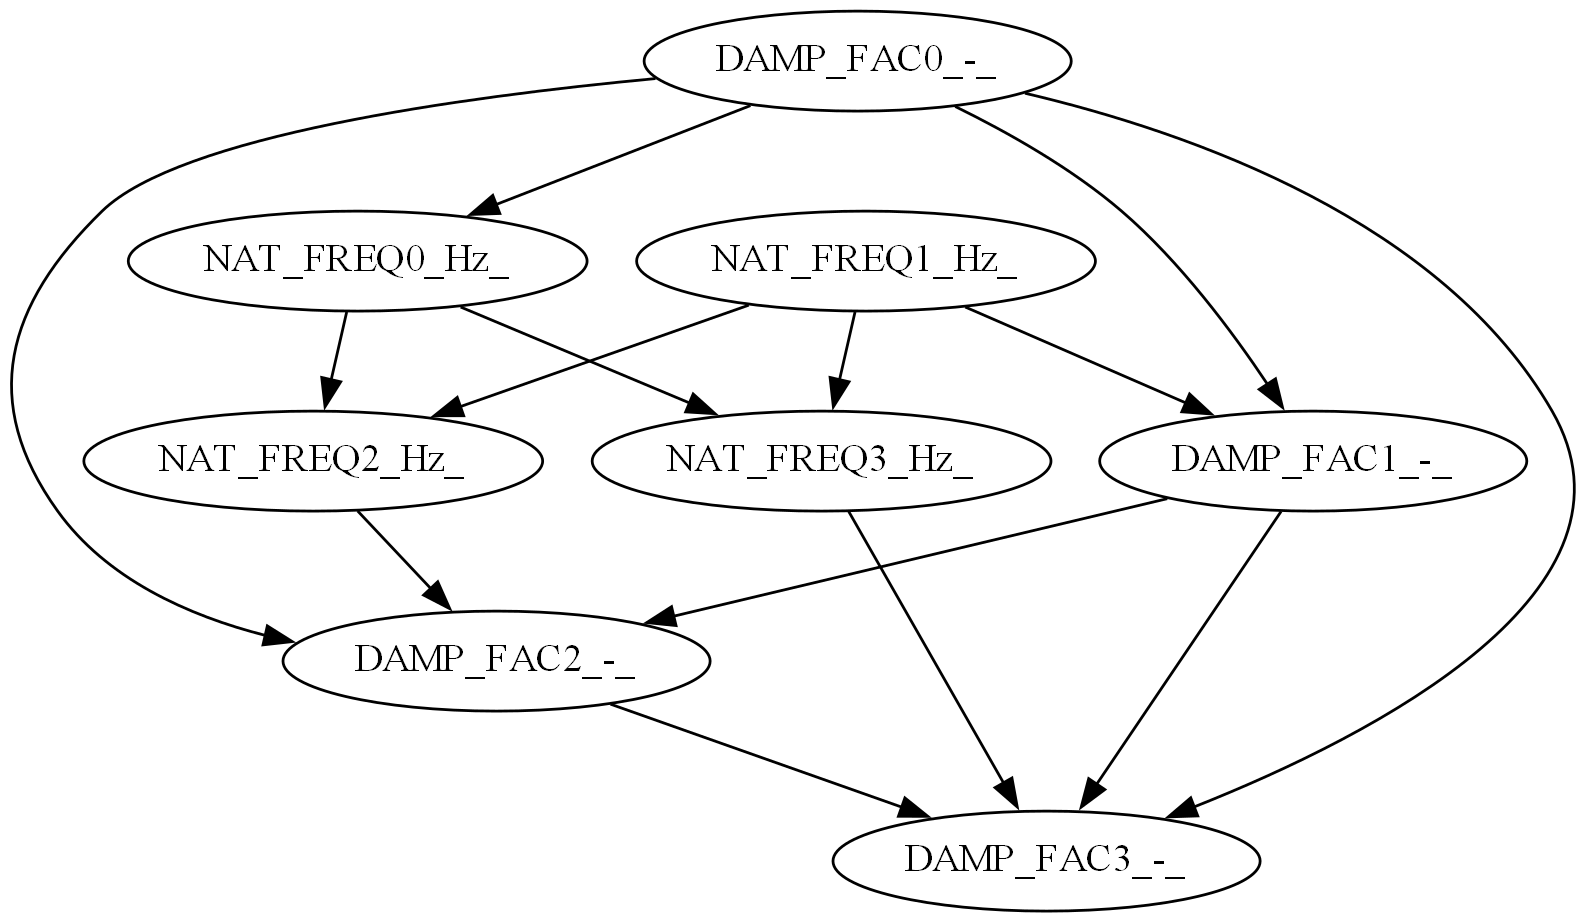 DAMP_FAC0_-_
NAT_FREQ0_Hz_
NAT_FREQ1_Hz_
NAT_FREQ2_Hz_
NAT_FREQ3_Hz_
DAMP_FAC1_-_
DAMP_FAC2_-_
DAMP_FAC3_-_